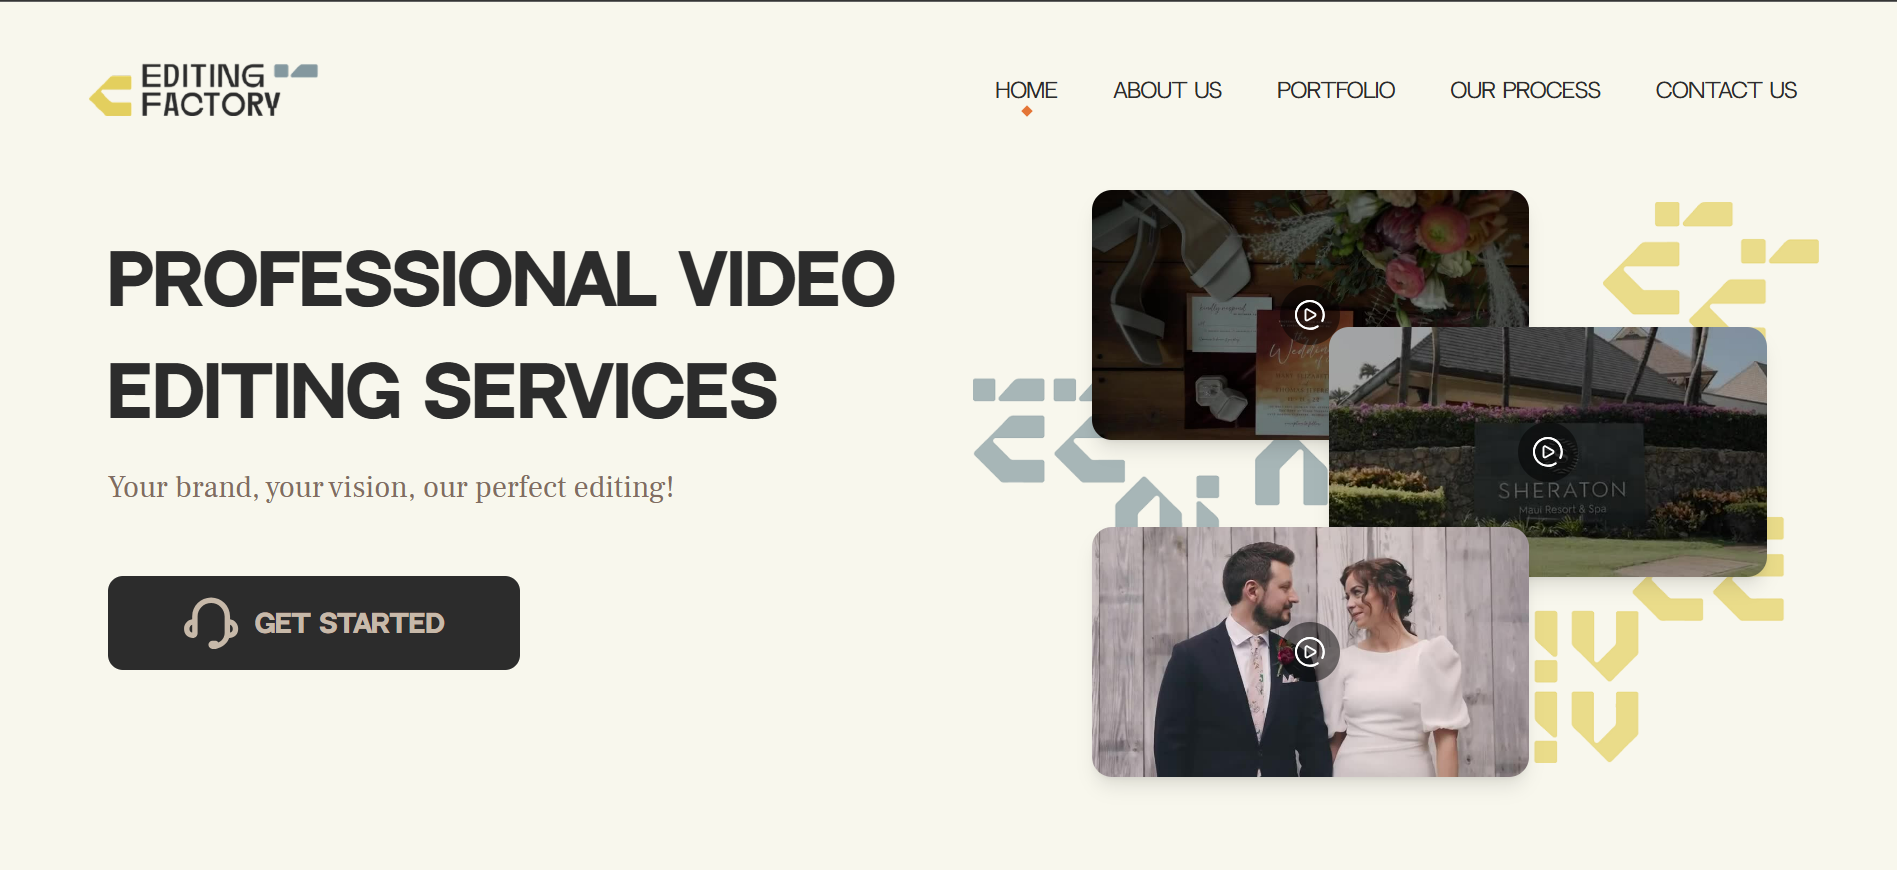 EDITING
FACTORY
HOME
ABOUT US
PORTFOLIO
OUR PROCESS
CONTACT US
PROFESSIONAL VIDEO
EDITING SERVICES
Your brand, your vision, our perfect editing!
GET STARTED
Wedding
SHERATON
Maui Resort & Spa